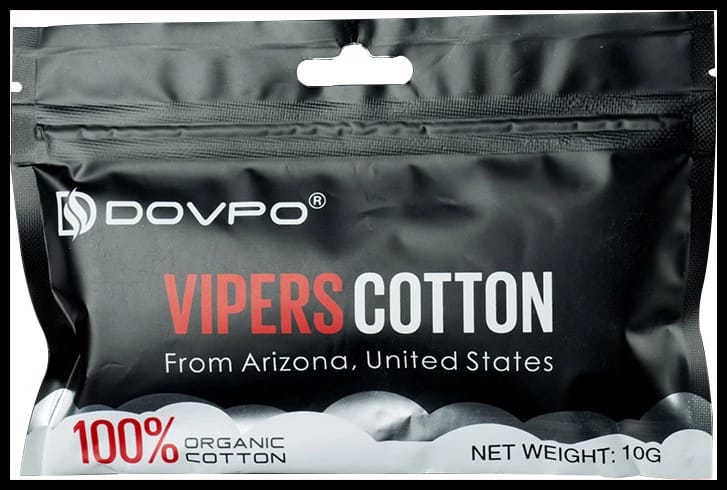 DOVPO®
VIPERS COTTON
From Arizona, United States
100% ORGANIC
COTTON
NET WEIGHT: 10G